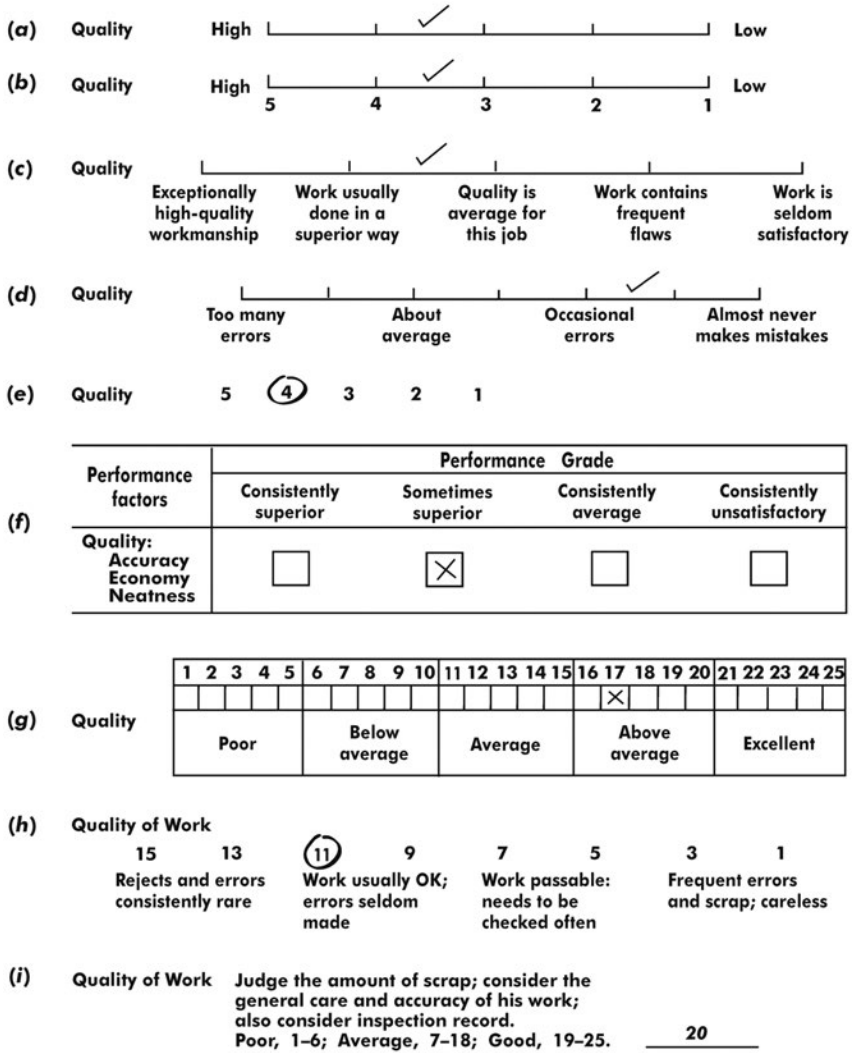 (a) Quality High Low
(b) Quality High Low
5 4 3 2 1
(c) Quality
Exceptionally high-quality workmanship
Work usually done in a superior way
Quality is average for this job
Work contains frequent flaws
Work is seldom satisfactory
(d) Quality
Too many errors
About average
Occasional errors
Almost never makes mistakes
(e) Quality 5 4 3 2 1
(f)
Performance factors
Performance Grade
Consistently superior
Sometimes superior
Consistently average
Consistently unsatisfactory
Quality:
Accuracy
Economy
Neatness
1 2 3 4 5 6 7 8 9 10 11 12 13 14 15 16 17 18 19 20 21 22 23 24 25
(g) Quality
Poor
Below average
Average
Above average
Excellent
(h) Quality of Work
15 13 11 9 7 5 3 1
Rejects and errors consistently rare
Work usually OK; errors seldom made
Work passable: needs to be checked often
Frequent errors and scrap; careless
(i) Quality of Work Judge the amount of scrap; consider the
general care and accuracy of his work;
also consider inspection record.
Poor, 1–6; Average, 7–18; Good, 19–25. 20